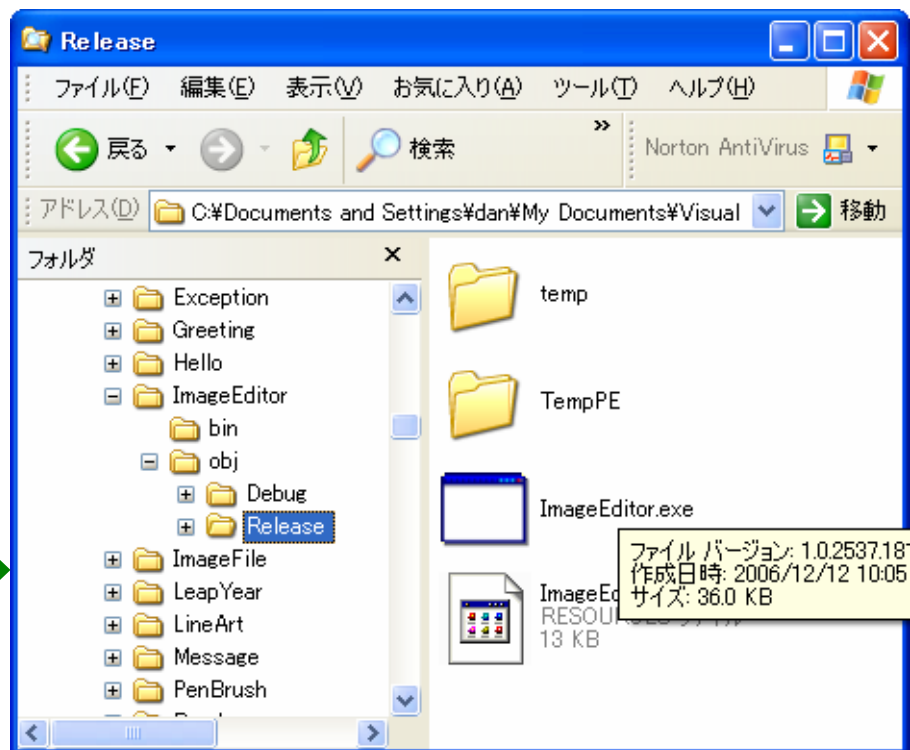 Release
ファイル(F) 編集(E) 表示(V) お気に入り(A) ツール(T) ヘルプ(H)
戻る 検索 » Norton AntiVirus
アドレス(D) C:¥Documents and Settings¥dan¥My Documents¥Visual 移動
フォルダ ×
Exception
Greeting
Hello
ImageEditor
bin
obj
Debug
Release
ImageFile
LeapYear
LineArt
Message
PenBrush
temp
TempPE
ImageEditor.exe
ファイル バージョン: 1.0.2537.18
作成日時: 2006/12/12 10:05
サイズ: 36.0 KB
13 KB